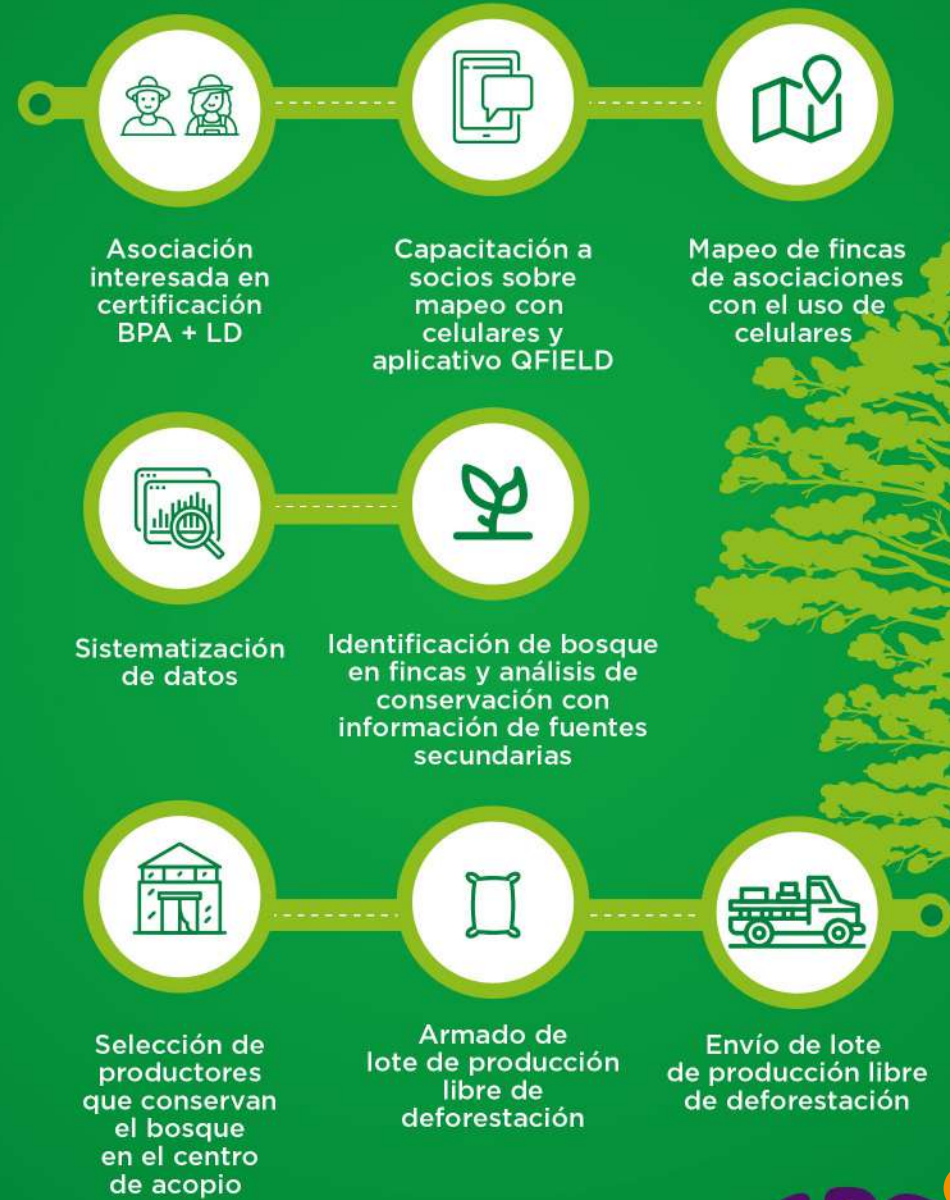 Asociación
interesada en
certificación
BPA + LD
Capacitación a
socios sobre
mapeo con
celulares y
aplicativo QFIELD
Mapeo de fincas
de asociaciones
con el uso de
celulares
Sistematización
de datos
Identificación de bosque
en fincas y análisis de
conservación con
información de fuentes
secundarias
Selección de
productores
que conservan
el bosque
en el centro
de acopio
Armado de
lote de producción
libre de
deforestación
Envío de lote
de producción libre
de deforestación